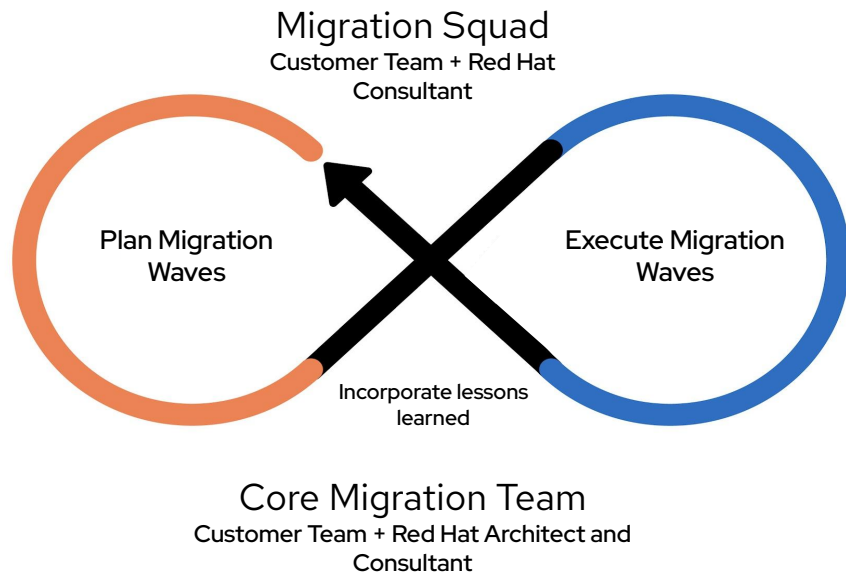 Migration Squad
Customer Team + Red Hat
Consultant
Plan Migration
Waves
Execute Migration
Waves
Incorporate lessons
learned
Core Migration Team
Customer Team + Red Hat Architect and
Consultant